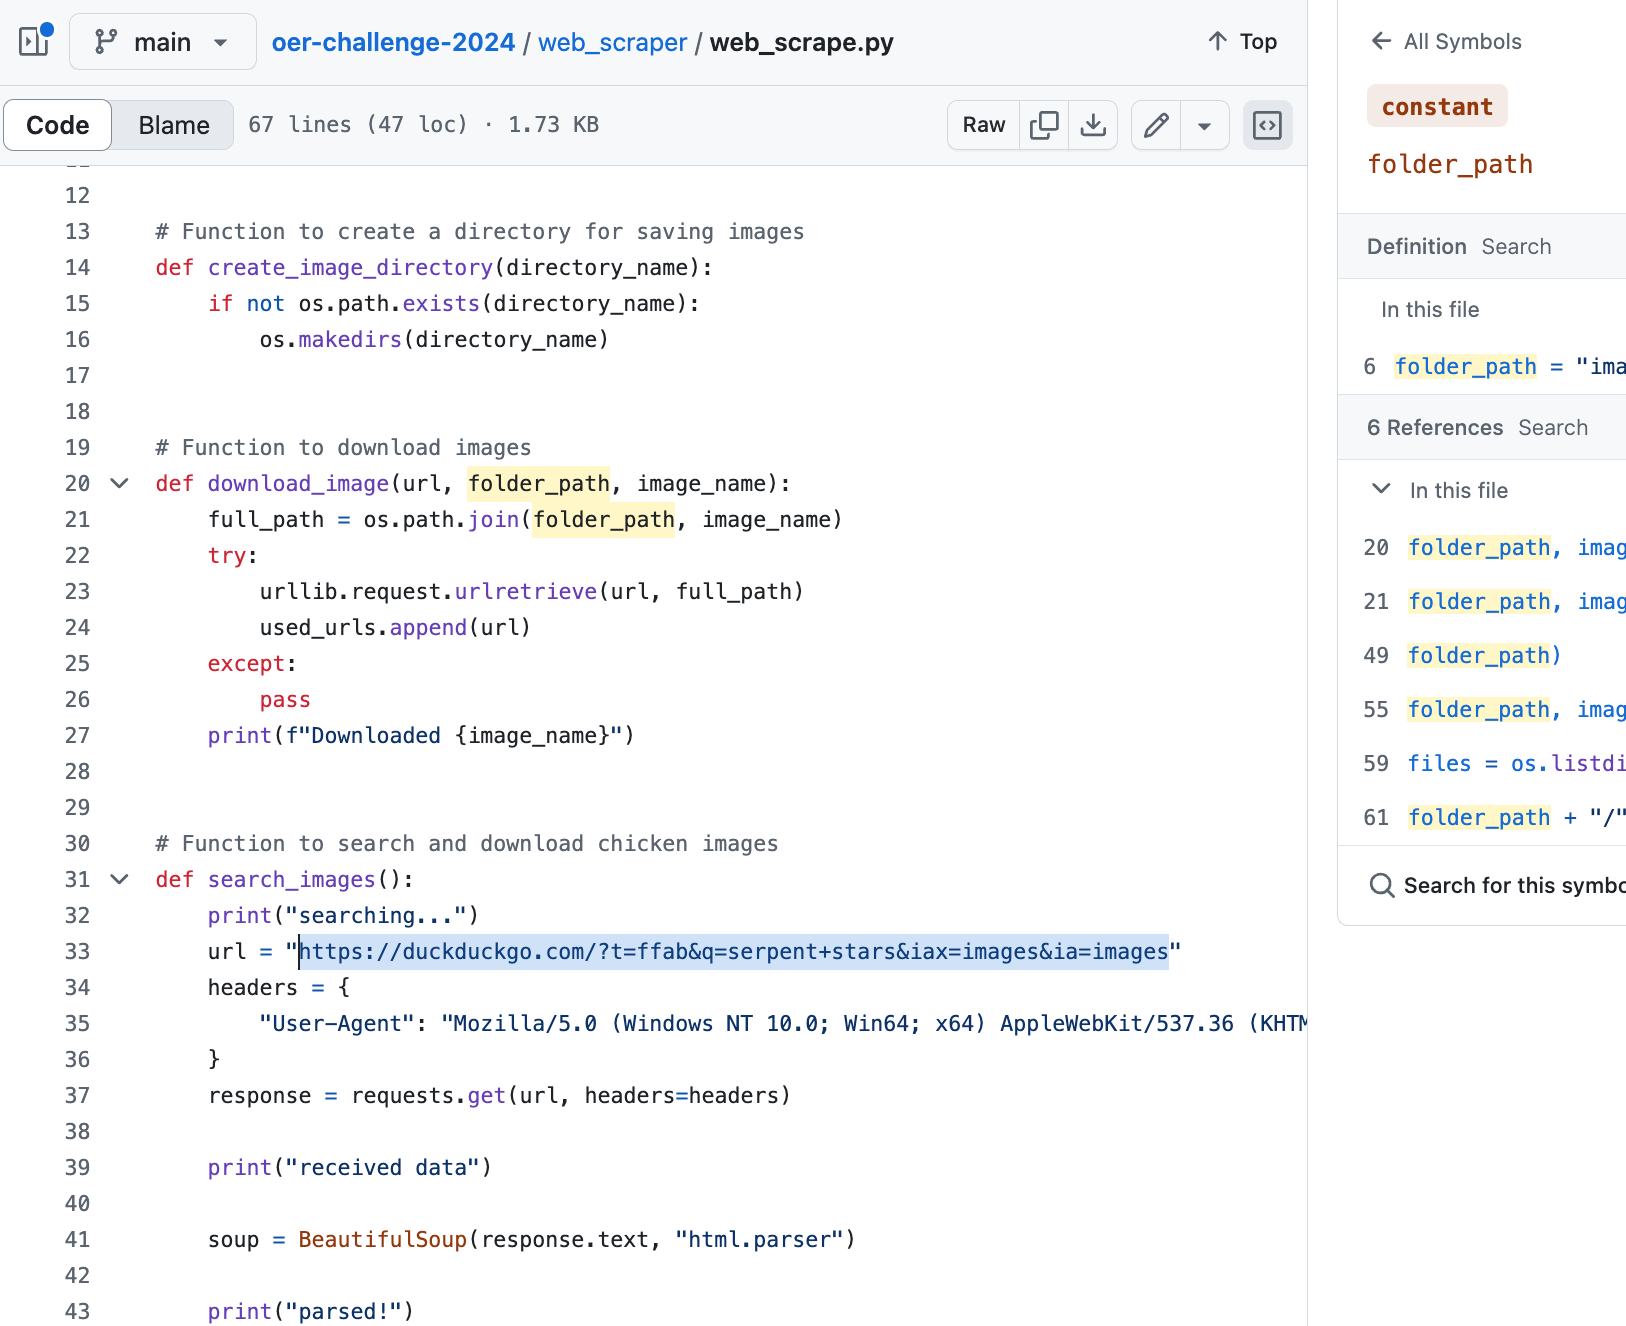 main
oer-challenge-2024 / web_scraper / web_scrape.py
Top
Code Blame 67 lines (47 loc) · 1.73 KB
Raw
12
13 # Function to create a directory for saving images
14 def create_image_directory(directory_name):
15 if not os.path.exists(directory_name):
16 os.makedirs(directory_name)
17
18
19 # Function to download images
20 def download_image(url, folder_path, image_name):
21 full_path = os.path.join(folder_path, image_name)
22 try:
23 urllib.request.urlretrieve(url, full_path)
24 used_urls.append(url)
25 except:
26 pass
27 print(f"Downloaded {image_name}")
28
29
30 # Function to search and download chicken images
31 def search_images():
32 print("searching...")
33 url = "https://duckduckgo.com/?t=ffab&q=serpent+stars&iax=images&ia=images"
34 headers = {
35 "User-Agent": "Mozilla/5.0 (Windows NT 10.0; Win64; x64) AppleWebKit/537.36 (KHTM
36 }
37 response = requests.get(url, headers=headers)
38
39 print("received data")
40
41 soup = BeautifulSoup(response.text, "html.parser")
42
43 print("parsed!")
All Symbols
constant
folder_path
Definition Search
In this file
6 folder_path = "ima
6 References Search
In this file
20 folder_path, imag
21 folder_path, imag
49 folder_path)
55 folder_path, imag
59 files = os.listdi
61 folder_path + "/"
Search for this symbo